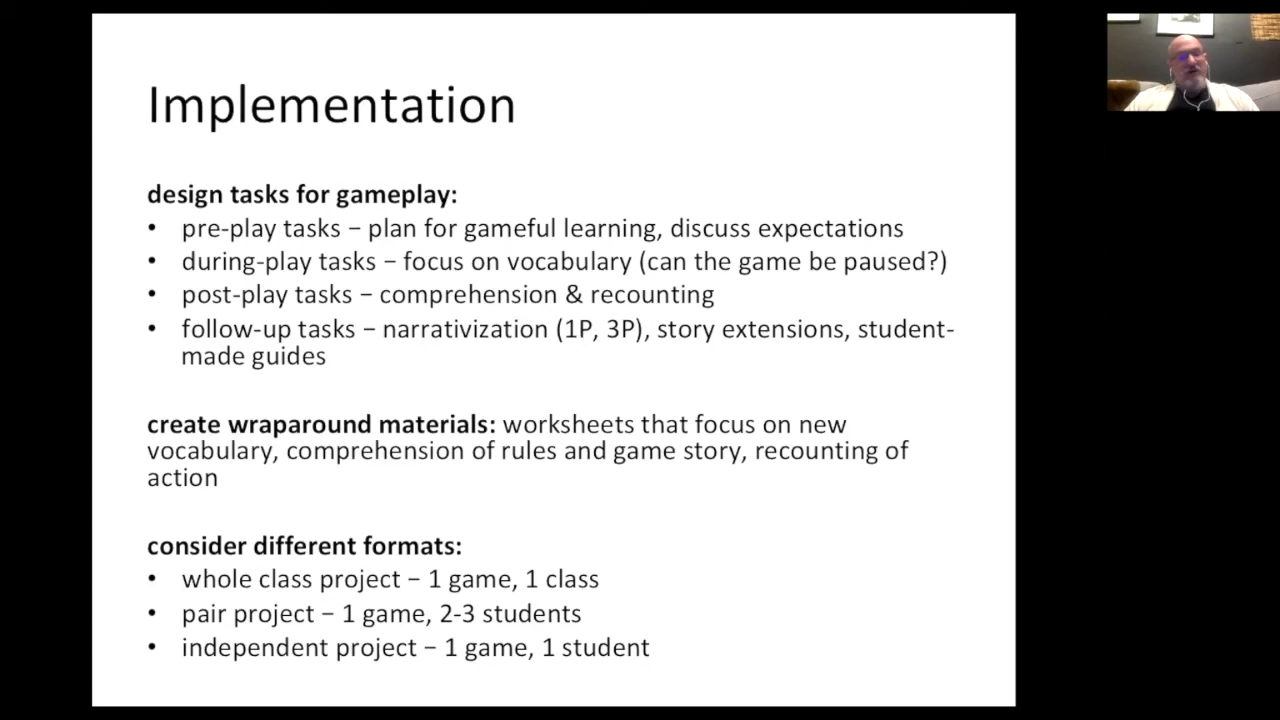 Implementation
design tasks for gameplay:
• pre-play tasks – plan for gameful learning, discuss expectations
• during-play tasks – focus on vocabulary (can the game be paused?)
• post-play tasks – comprehension & recounting
• follow-up tasks – narrativization (1P, 3P), story extensions, student-
made guides
create wraparound materials: worksheets that focus on new
vocabulary, comprehension of rules and game story, recounting of
action
consider different formats:
• whole class project – 1 game, 1 class
• pair project – 1 game, 2-3 students
• independent project – 1 game, 1 student